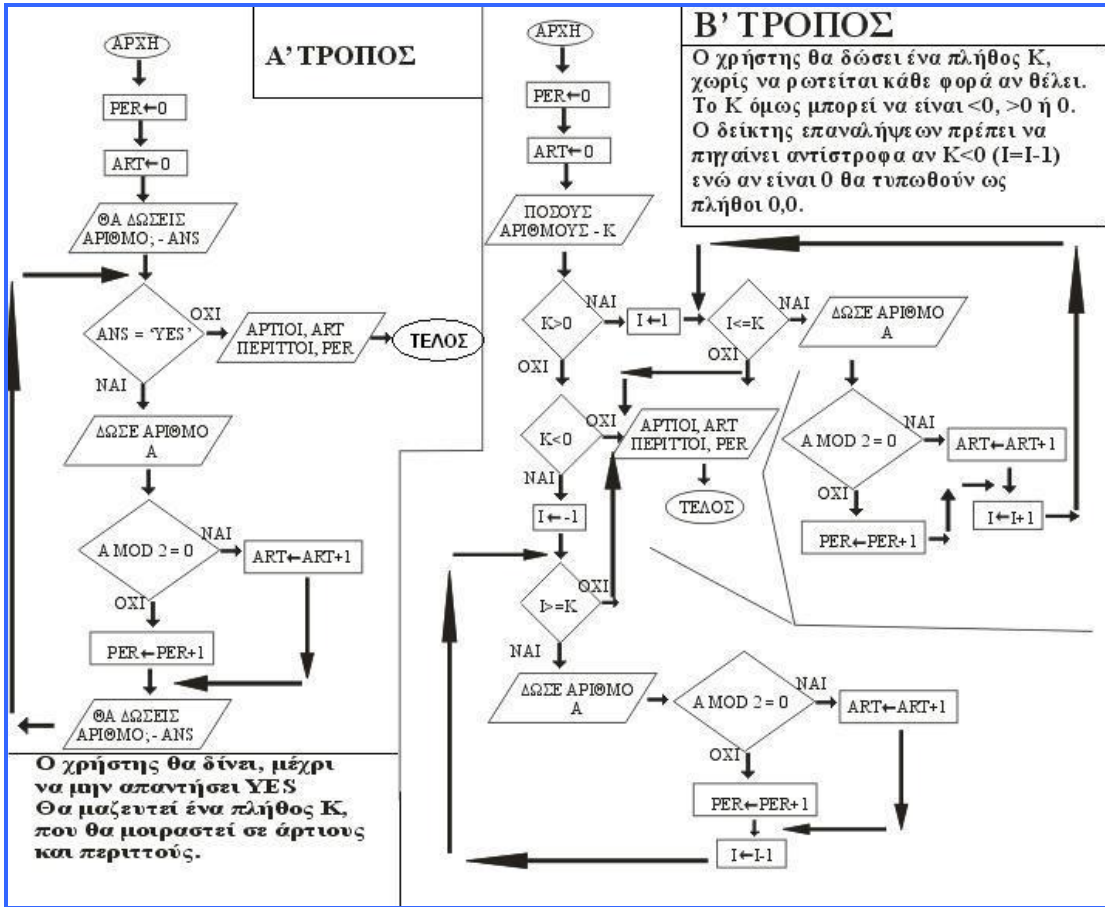 Α' ΤΡΟΠΟΣ
ΑΡΧΗ
PER←0
ART←0
ΘΑ ΔΩΣΕΙΣ
ΑΡΙΘΜΟ; - ANS
ANS = ‘YES’
ΟΧΙ
ΑΡΤΙΟΙ, ART
ΠΕΡΙΤΤΟΙ, PER
ΤΕΛΟΣ
ΝΑΙ
ΔΩΣΕ ΑΡΙΘΜΟ
Α
A MOD 2 = 0
ΝΑΙ
ART←ART+1
ΟΧΙ
PER←PER+1
ΘΑ ΔΩΣΕΙΣ
ΑΡΙΘΜΟ; - ANS
Ο χρήστης θα δίνει, μέχρι
να μην απαντήσει YES
Θα μαζευτεί ένα πλήθος Κ,
που θα μοιραστεί σε άρτιους
και περιττούς.
Β' ΤΡΟΠΟΣ
Ο χρήστης θα δώσει ένα πλήθος Κ,
χωρίς να ρωτείται κάθε φορά αν θέλει.
Το Κ όμως μπορεί να είναι <0, >0 ή 0.
Ο δείκτης επαναλήψεων πρέπει να
πηγαίνει αντίστροφα αν Κ<0 (Ι=Ι-1)
ενώ αν είναι 0 θα τυπωθούν ως
πλήθοι 0,0.
ΑΡΧΗ
PER←0
ART←0
ΠΟΣΟΥΣ
ΑΡΙΘΜΟΥΣ - Κ
K>0
ΝΑΙ
I←1
I<=K
ΝΑΙ
ΔΩΣΕ ΑΡΙΘΜΟ
Α
ΟΧΙ
ΟΧΙ
K<0
ΟΧΙ
ΑΡΤΙΟΙ, ART
ΠΕΡΙΤΤΟΙ, PER
ΤΕΛΟΣ
A MOD 2 = 0
ΝΑΙ
ART←ART+1
ΟΧΙ
PER←PER+1
I←I+1
ΝΑΙ
I←-1
I>=K
ΟΧΙ
ΝΑΙ
ΔΩΣΕ ΑΡΙΘΜΟ
Α
A MOD 2 = 0
ΝΑΙ
ART←ART+1
ΟΧΙ
PER←PER+1
I←I-1